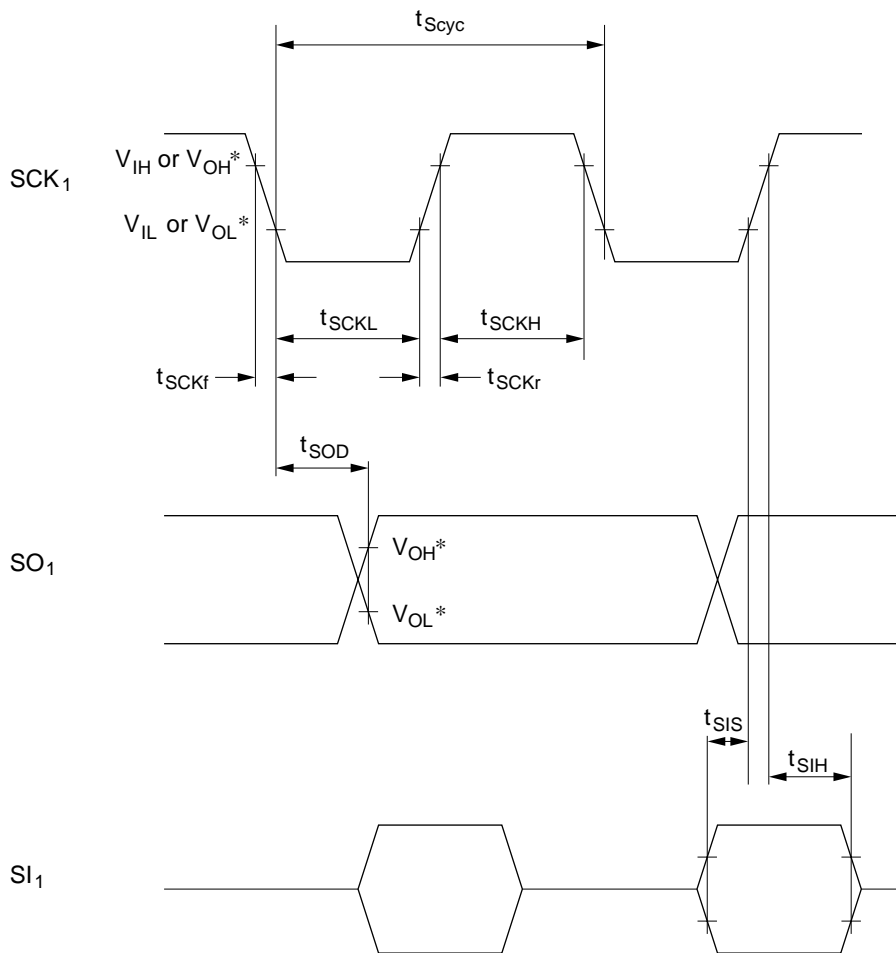 tScyc
SCK1
VIH or VOH*
VIL or VOL*
tSCKL
tSCKH
tSCKf
tSCKr
tSOD
SO1
VOH*
VOL*
tSIS
tSIH
SI1